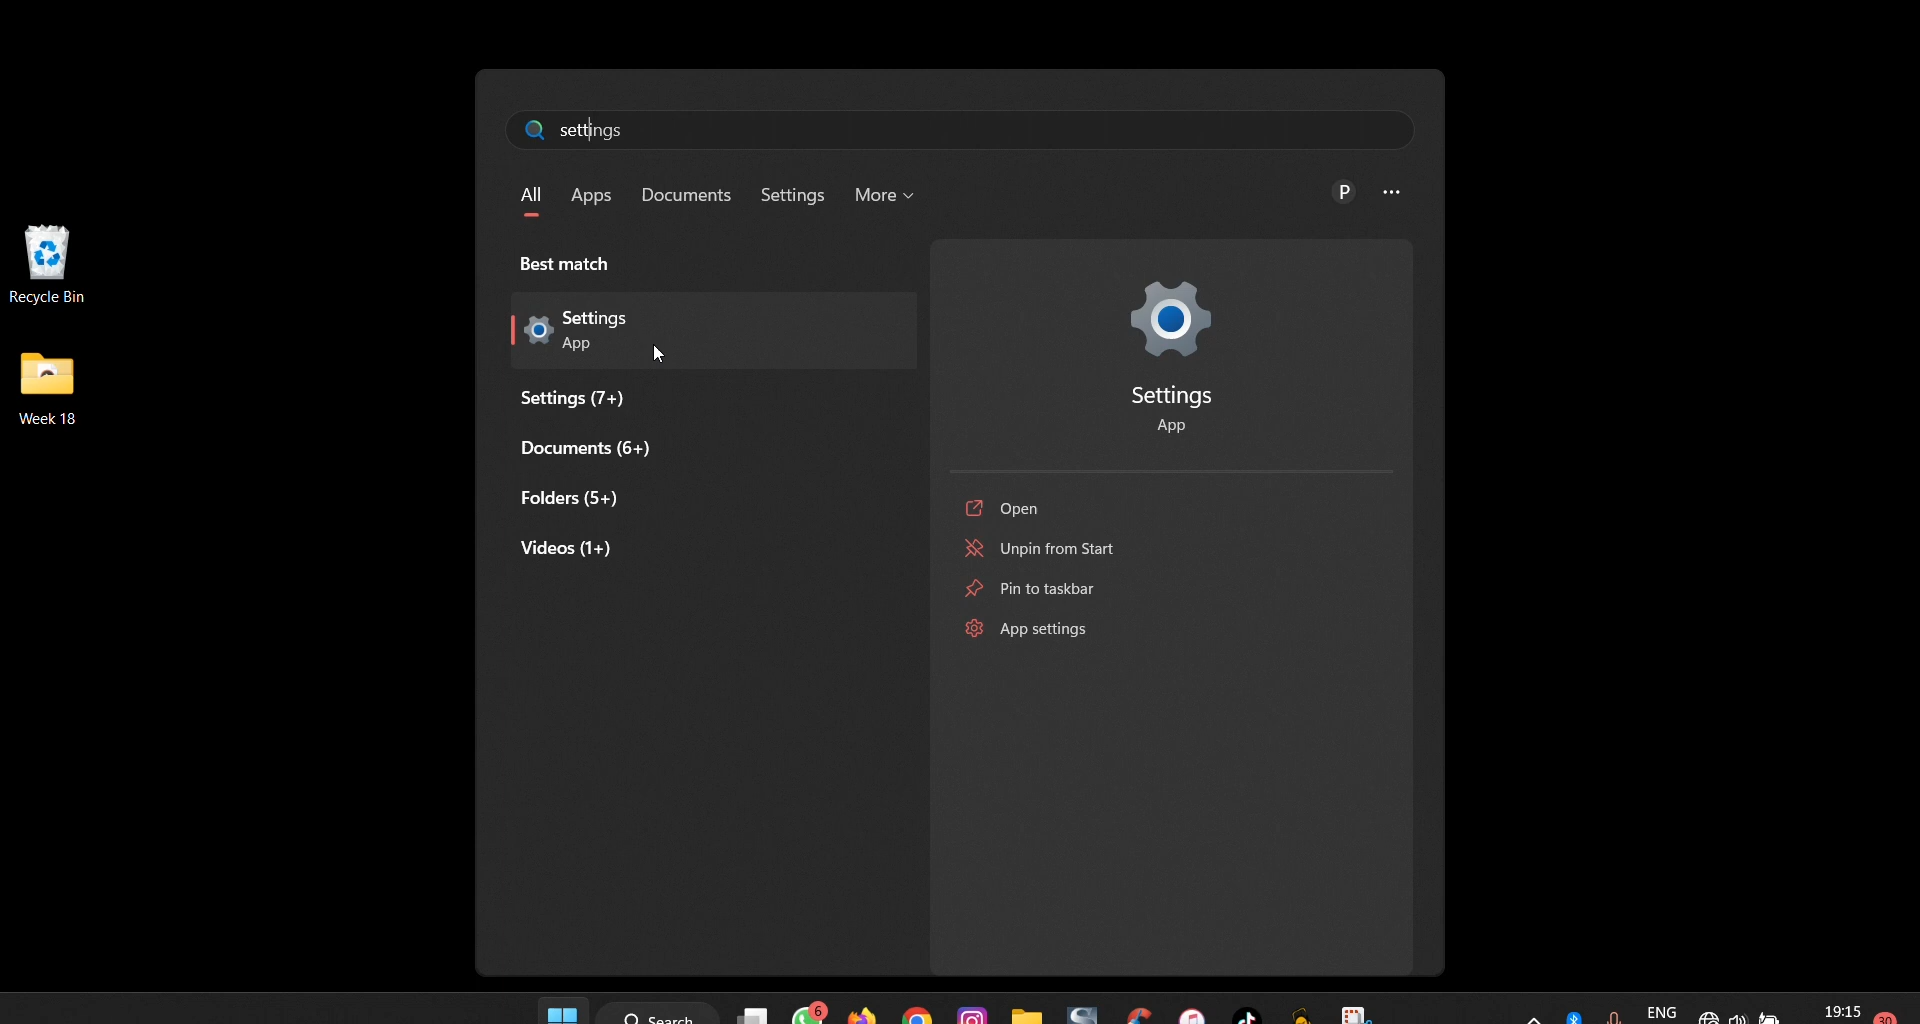 settings
All Apps Documents Settings More
P
Best match
Settings
App
Settings (7+)
Documents (6+)
Folders (5+)
Videos (1+)
Settings
App
Open
Unpin from Start
Pin to taskbar
App settings
Recycle Bin
Week 18
Search
6
ENG
19:15
30